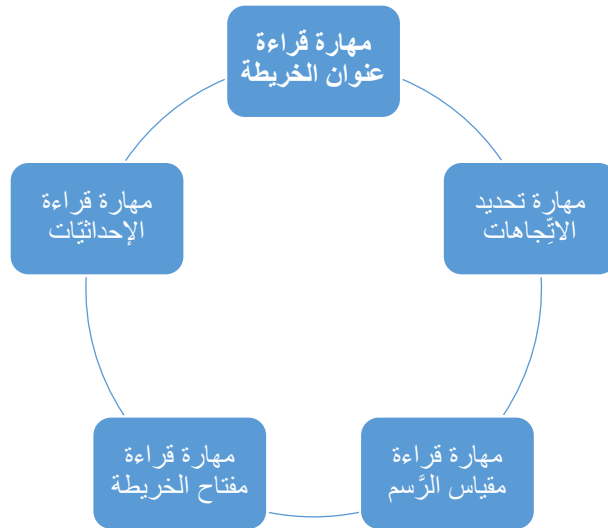 مهارة قراءة
عنوان الخريطة
مهارة تحديد
الاتِّجاهات
مهارة قراءة
مقياس الرَّسم
مهارة قراءة
مفتاح الخريطة
مهارة قراءة
الإحداثيّات